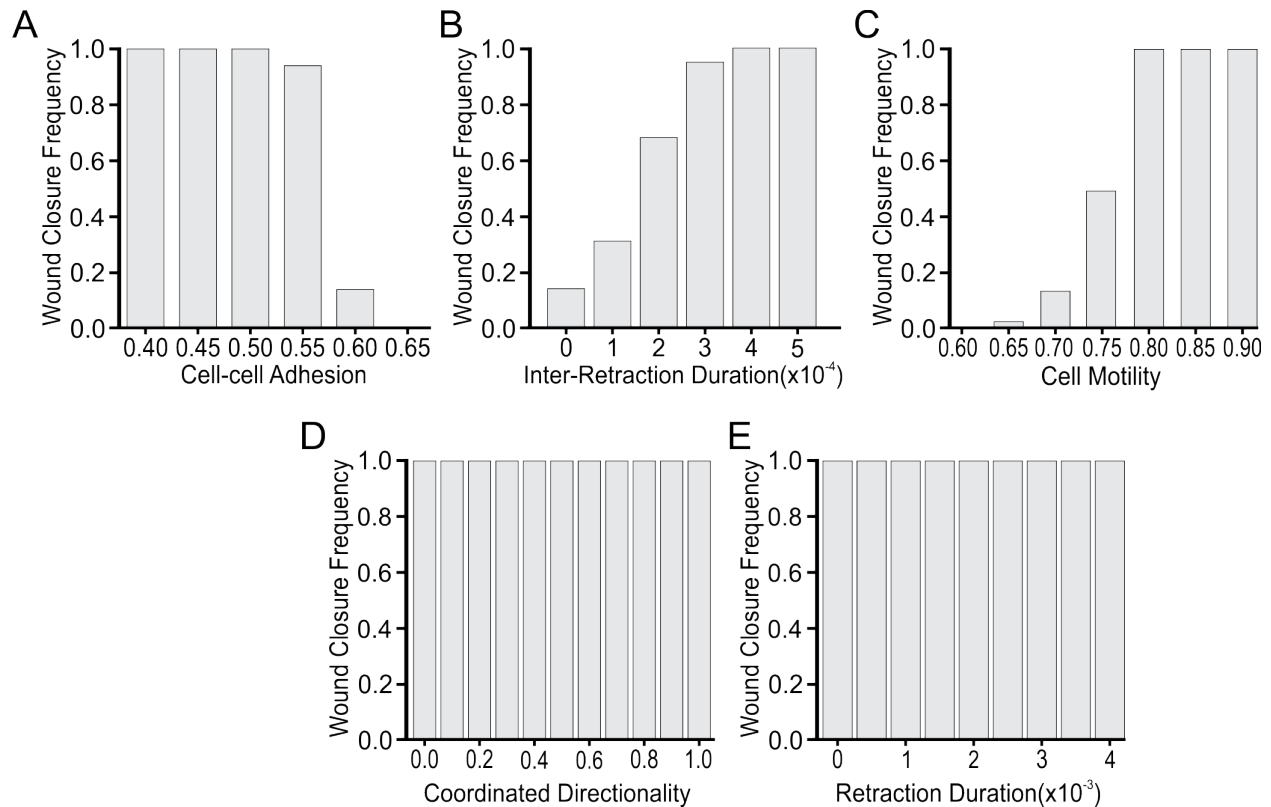 A
Wound Closure Frequency
1.0
0.8
0.6
0.4
0.2
0.0
0.40 0.45 0.50 0.55 0.60 0.65
Cell-cell Adhesion
B
Wound Closure Frequency
1.0
0.8
0.6
0.4
0.2
0.0
0 1 2 3 4 5
Inter-Retraction Duration(x10⁻⁴)
C
Wound Closure Frequency
1.0
0.8
0.6
0.4
0.2
0.0
0.60 0.65 0.70 0.75 0.80 0.85 0.90
Cell Motility
D
Wound Closure Frequency
1.0
0.8
0.6
0.4
0.2
0.0
0.0 0.2 0.4 0.6 0.8 1.0
Coordinated Directionality
E
Wound Closure Frequency
1.0
0.8
0.6
0.4
0.2
0.0
0 1 2 3 4
Retraction Duration(x10⁻³)